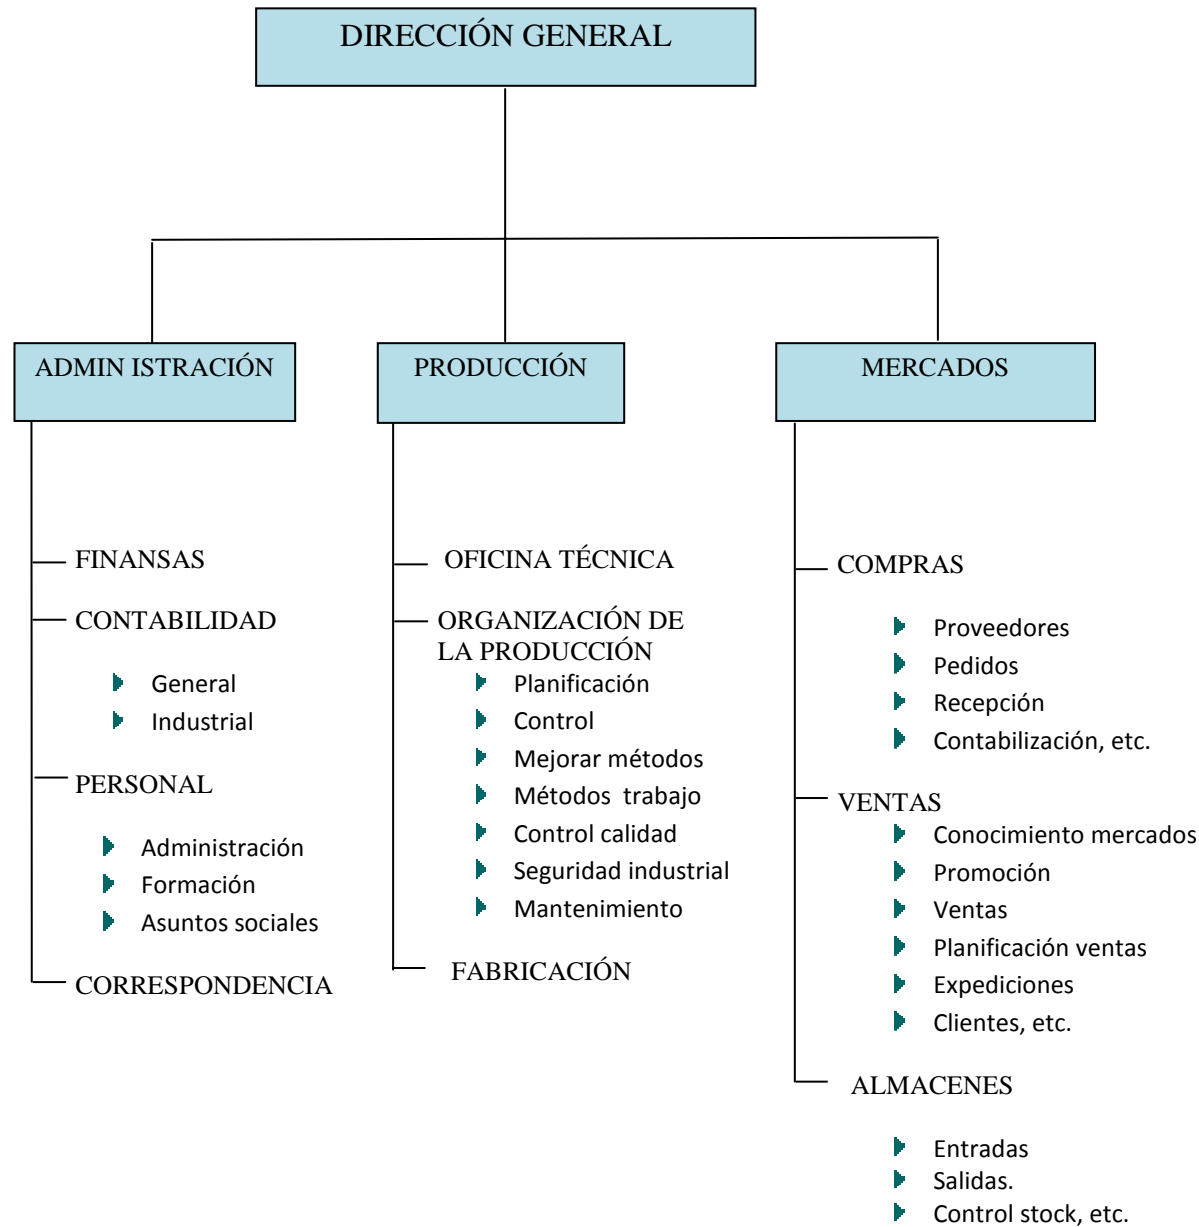 DIRECCIÓN GENERAL
ADMIN ISTRACIÓN
FINANSAS
CONTABILIDAD
General
Industrial
PERSONAL
Administración
Formación
Asuntos sociales
CORRESPONDENCIA
PRODUCCIÓN
OFICINA TÉCNICA
ORGANIZACIÓN DE
LA PRODUCCIÓN
Planificación
Control
Mejorar métodos
Métodos trabajo
Control calidad
Seguridad industrial
Mantenimiento
FABRICACIÓN
MERCADOS
COMPRAS
Proveedores
Pedidos
Recepción
Contabilización, etc.
VENTAS
Conocimiento mercados
Promoción
Ventas
Planificación ventas
Expediciones
Clientes, etc.
ALMACENES
Entradas
Salidas.
Control stock, etc.